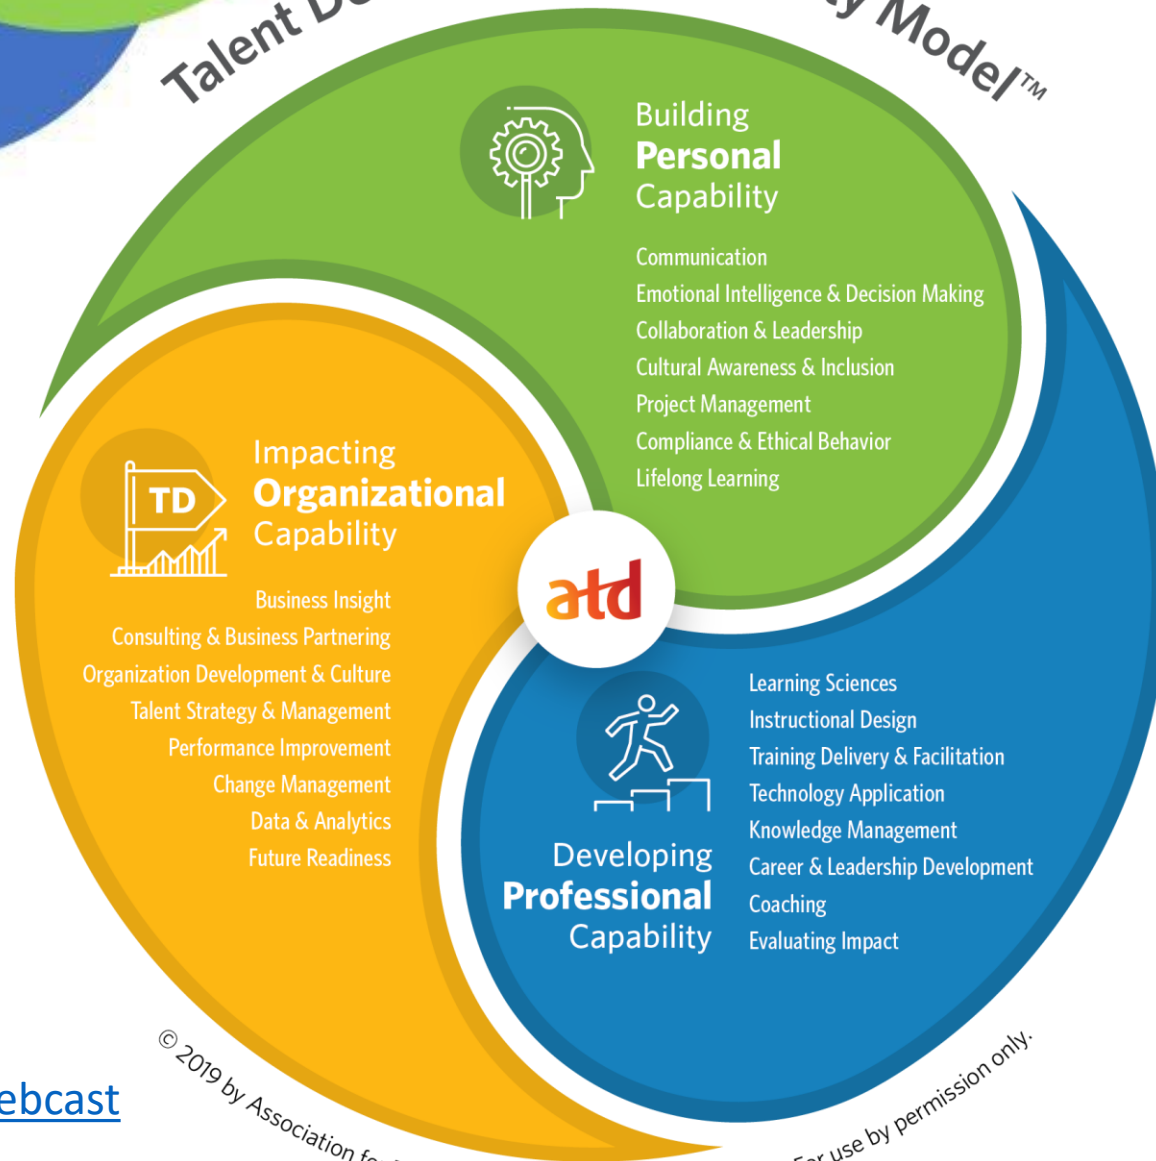 Talent
Model™
Building
Personal
Capability
Communication
Emotional Intelligence & Decision Making
Collaboration & Leadership
Cultural Awareness & Inclusion
Project Management
Compliance & Ethical Behavior
Lifelong Learning
Impacting
Organizational
Capability
TD
Business Insight
Consulting & Business Partnering
Organization Development & Culture
Talent Strategy & Management
Performance Improvement
Change Management
Data & Analytics
Future Readiness
atd
Developing
Professional
Capability
Learning Sciences
Instructional Design
Training Delivery & Facilitation
Technology Application
Knowledge Management
Career & Leadership Development
Coaching
Evaluating Impact
ebcast
© 2019 by Association
For use by permission only.